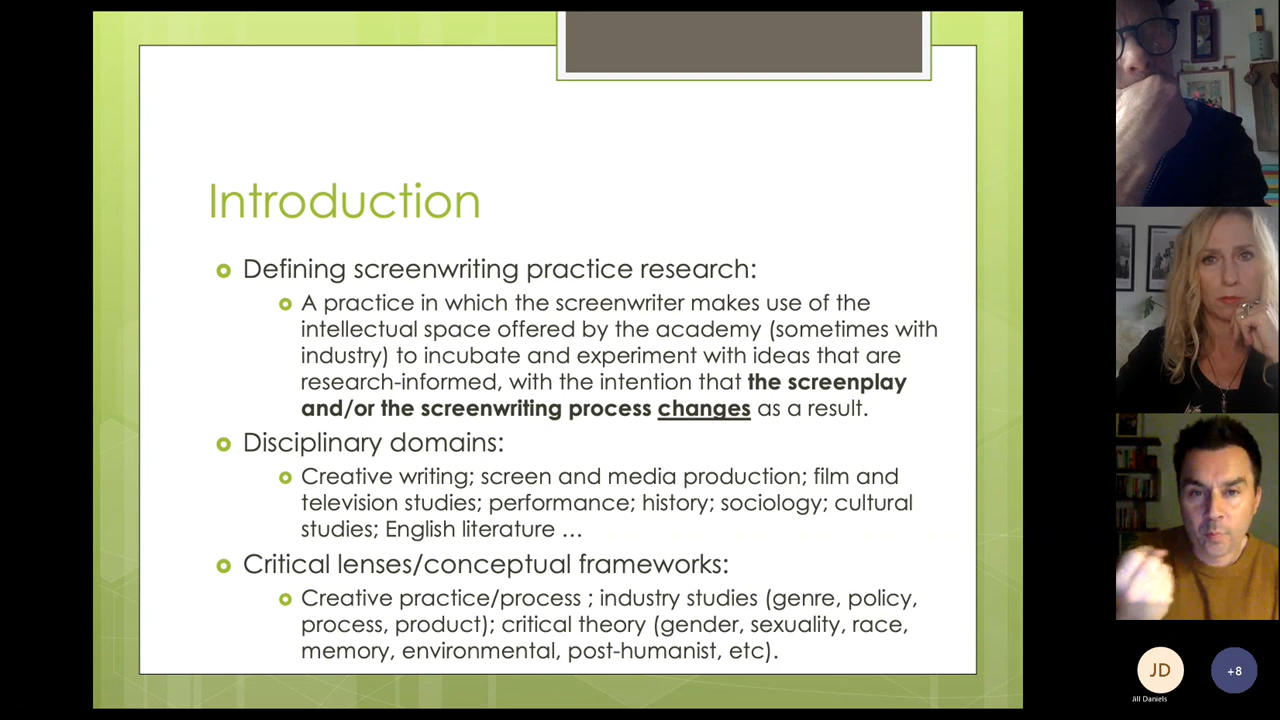 Introduction
Defining screenwriting practice research:
A practice in which the screenwriter makes use of the
intellectual space offered by the academy (sometimes with
industry) to incubate and experiment with ideas that are
research-informed, with the intention that the screenplay
and/or the screenwriting process changes as a result.
Disciplinary domains:
Creative writing; screen and media production; film and
television studies; performance; history; sociology; cultural
studies; English literature …
Critical lenses/conceptual frameworks:
Creative practice/process ; industry studies (genre, policy,
process, product); critical theory (gender, sexuality, race,
memory, environmental, post-humanist, etc).
JD
+8
Jill Daniels